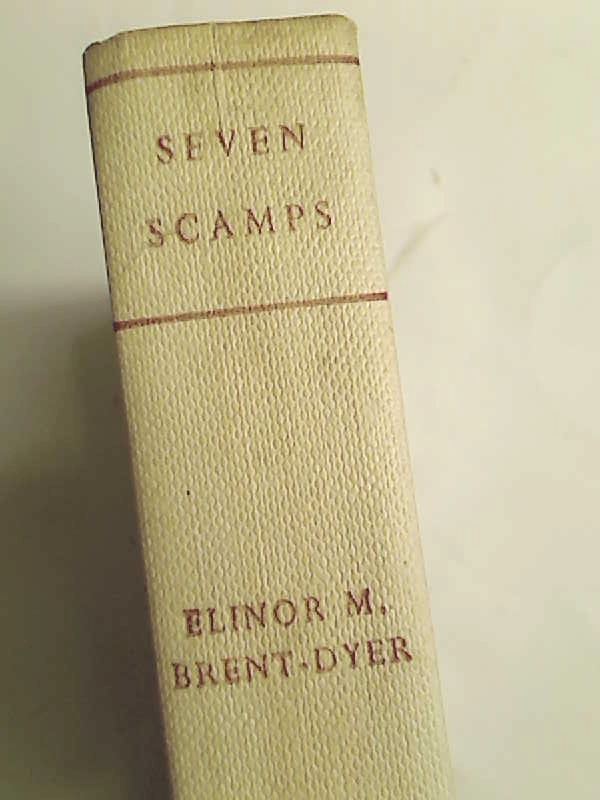 SEVEN
SCAMPS
ELINOR M.
BRENT-DYER